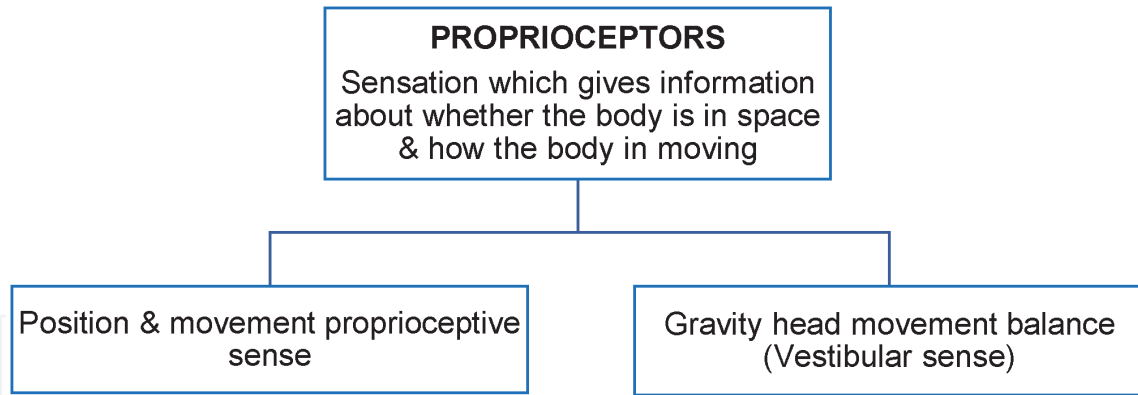 PROPRIOCEPTORS
Sensation which gives information
about whether the body is in space
& how the body in moving
Position & movement proprioceptive
sense
Gravity head movement balance
(Vestibular sense)